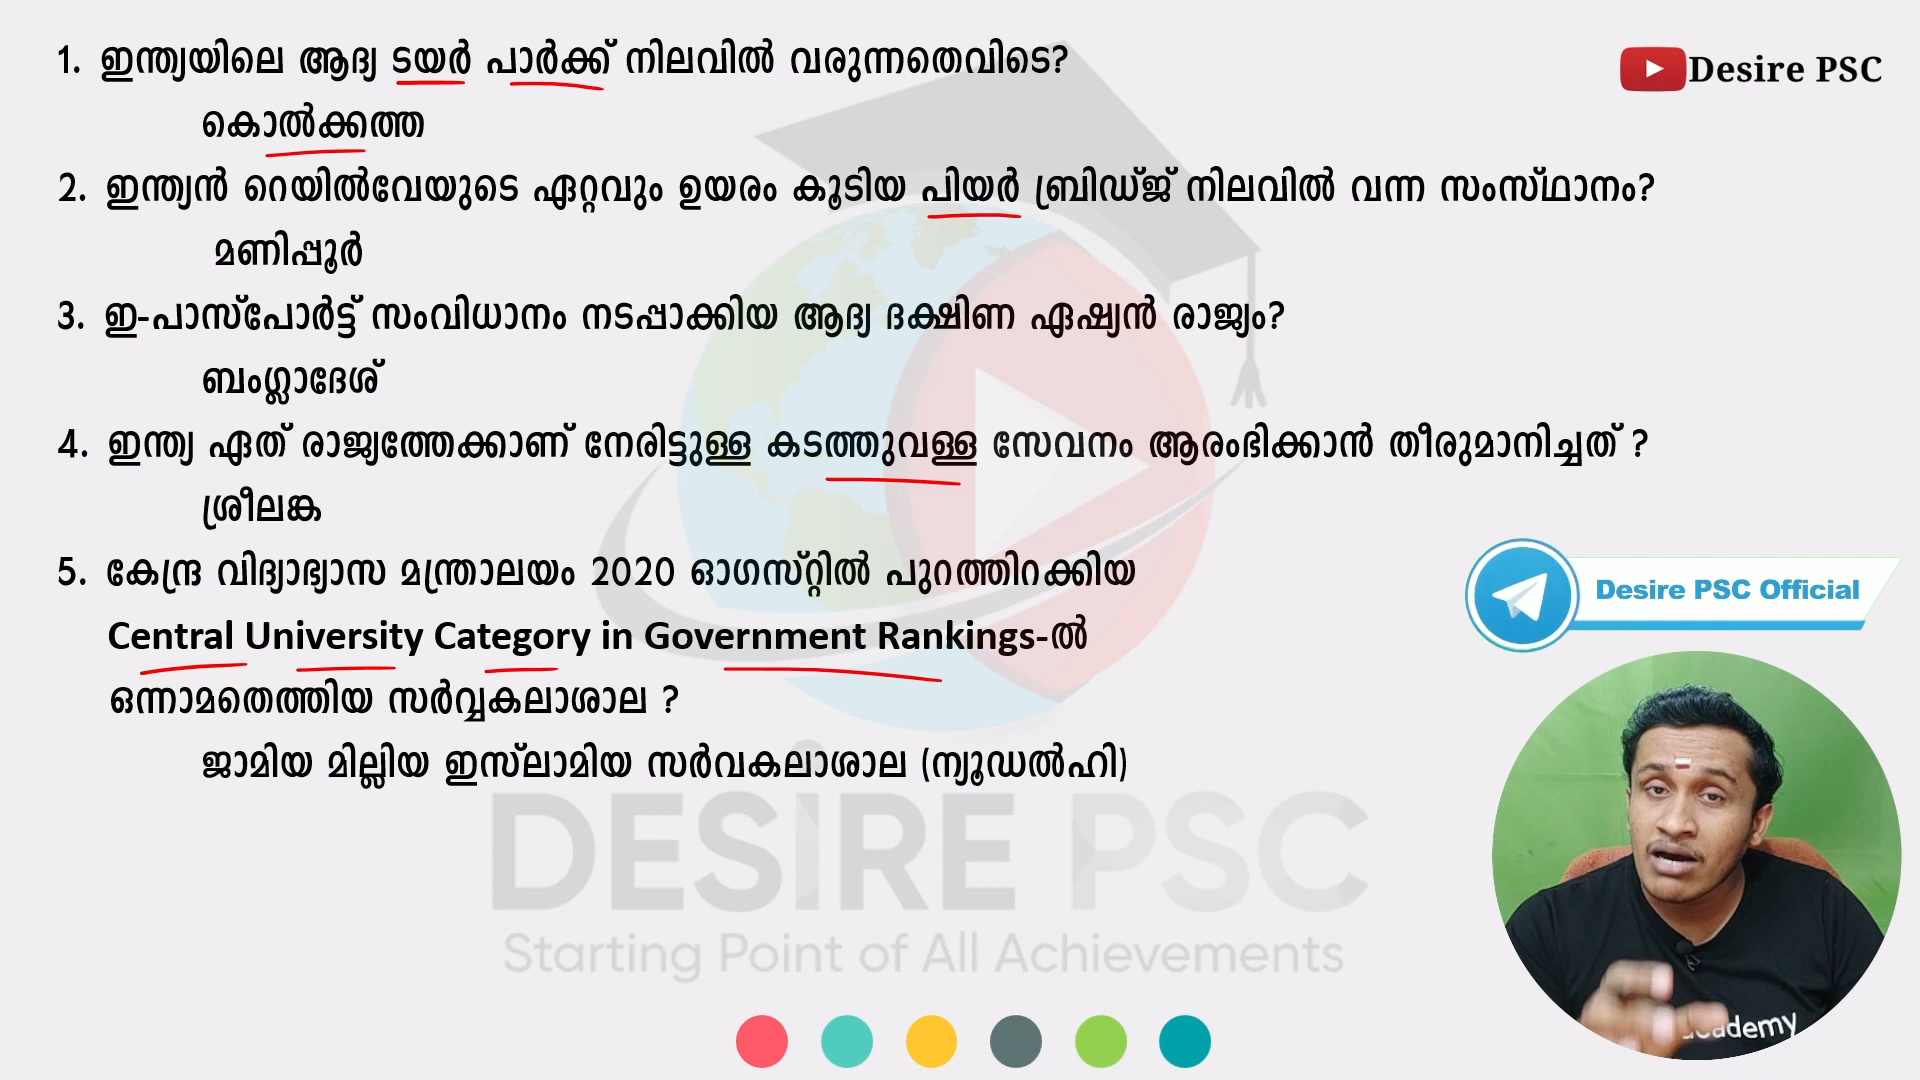 1. ഇന്ത്യയിലെ ആദ്യ ടയർ പാർക്ക് നിലവിൽ വരുന്നതെവിടെ?
Desire PSC
കൊൽക്കത്ത
2. ഇന്ത്യൻ റെയിൽവേയുടെ ഏറ്റവും ഉയരം കൂടിയ പിയർ ബ്രിഡ്ജ് നിലവിൽ വന്ന സംസ്ഥാനം?
മണിപ്പൂർ
3. ഇ-പാസ്പോർട്ട് സംവിധാനം നടപ്പാക്കിയ ആദ്യ ദക്ഷിണ ഏഷ്യൻ രാജ്യം?
ബംഗ്ലാദേശ്
4. ഇന്ത്യ ഏത് രാജ്യത്തേക്കാണ് നേരിട്ടുള്ള കടത്തുവള്ള സേവനം ആരംഭിക്കാൻ തീരുമാനിച്ചത് ?
ശ്രീലങ്ക
5. കേന്ദ്ര വിദ്യാഭ്യാസ മന്ത്രാലയം 2020 ഓഗസ്റ്റിൽ പുറത്തിറക്കിയ
Desire PSC Official
Central University Category in Government Rankings-ൽ
ഒന്നാമതെത്തിയ സർവ്വകലാശാല ?
ജാമിയ മില്ലിയ ഇസ്ലാമിയ സർവകലാശാല (ന്യൂഡൽഹി)
DESIRE PSC
Starting Point of All Achievements